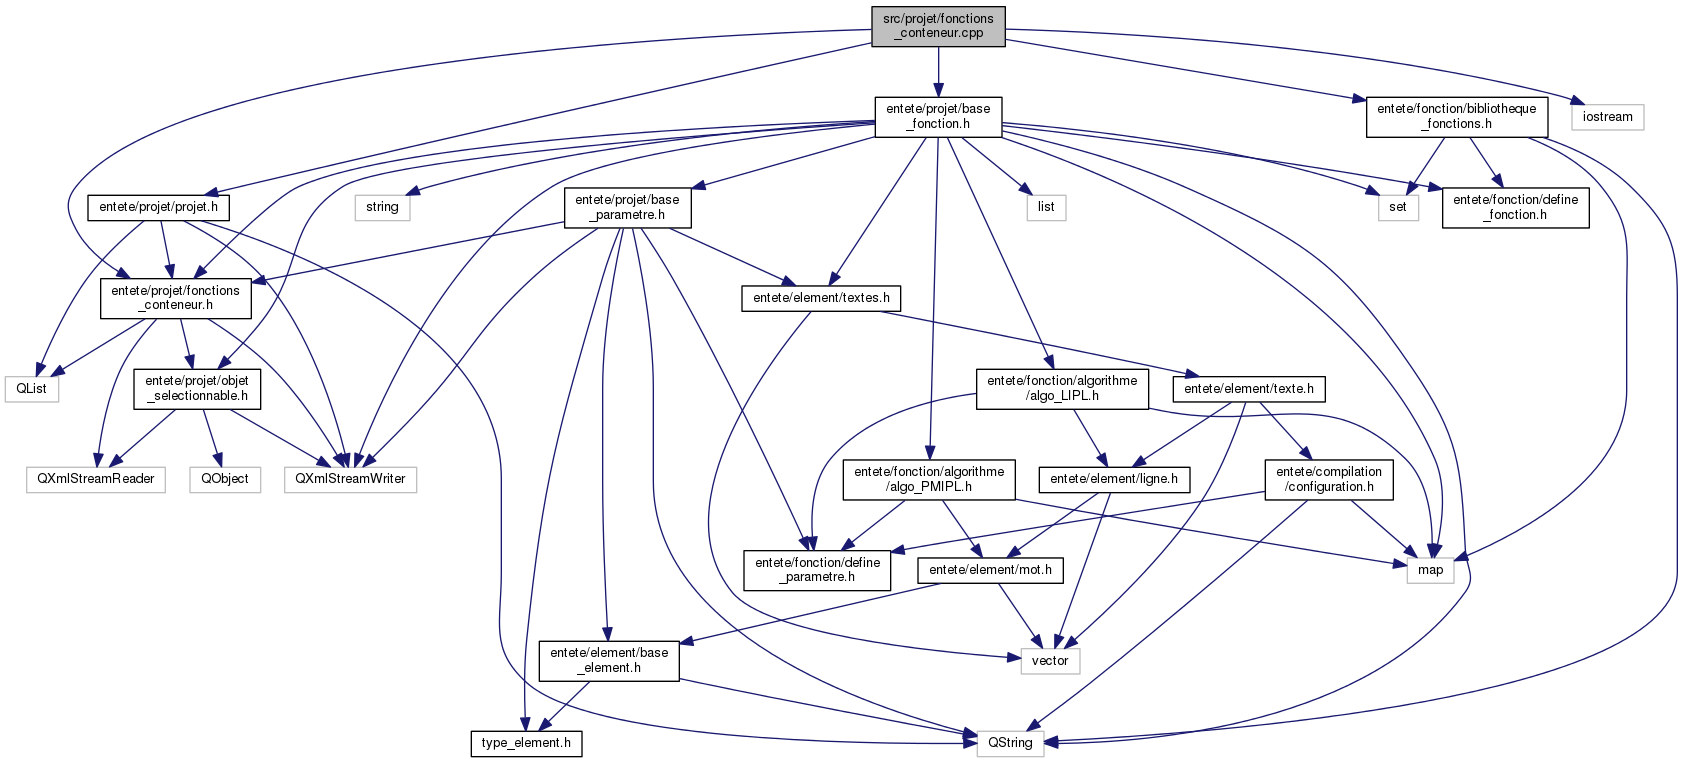 src/projet/fonctions
_conteneur.cpp
entete/projet/base
_fonction.h
entete/fonction/bibliotheque
_fonctions.h
iostream
entete/projet/projet.h
string
entete/projet/base
_parametre.h
list
set
entete/fonction/define
_fonction.h
entete/projet/fonctions
_conteneur.h
entete/element/textes.h
QList
entete/projet/objet
_selectionnable.h
entete/fonction/algorithme
/algo_LIPL.h
entete/element/texte.h
QXmlStreamReader
QObject
QXmlStreamWriter
entete/fonction/algorithme
/algo_PMIPL.h
entete/element/ligne.h
entete/compilation
/configuration.h
entete/fonction/define
_parametre.h
entete/element/mot.h
map
entete/element/base
_element.h
vector
type_element.h
QString